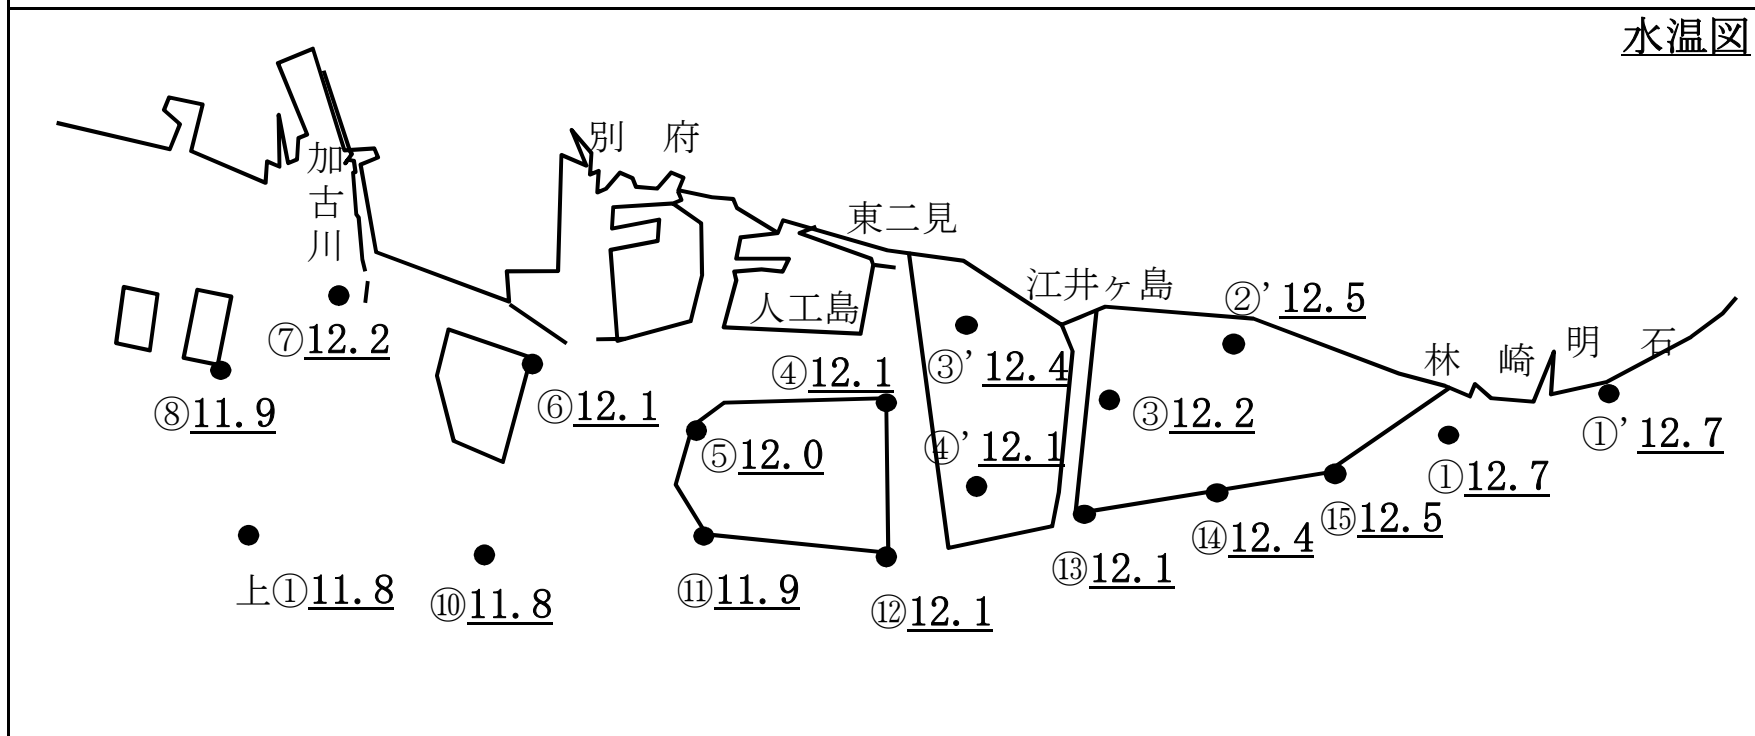 水温図
別 府
加古川
東二見
江井ヶ島
②' 12.5
人工島
⑦12.2
③' 12.4
④12.1
林 崎
明 石
⑧11.9
⑥12.1
③12.2
①' 12.7
⑤12.0
④' 12.1
①12.7
⑮12.5
⑭12.4
⑬12.1
上①11.8
⑩11.8
⑪11.9
⑫12.1